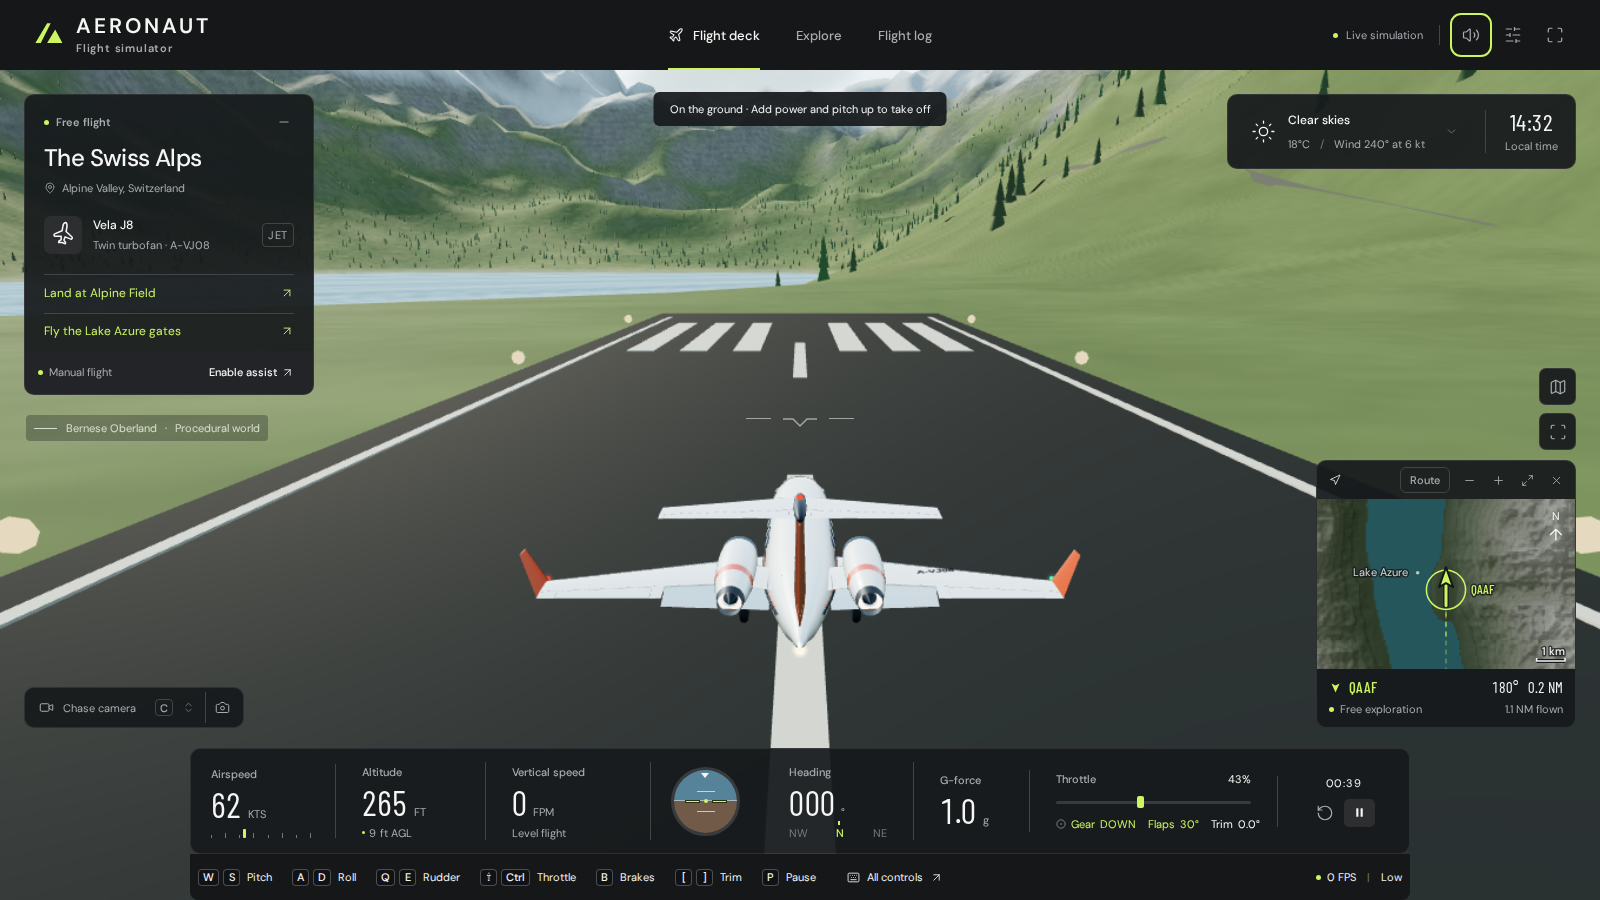 AERONAUT
Flight simulator
Flight deck
Explore
Flight log
Live simulation
On the ground · Add power and pitch up to take off
Free flight
The Swiss Alps
Alpine Valley, Switzerland
Vela J8
Twin turbofan · A-VJ08
JET
Land at Alpine Field
Fly the Lake Azure gates
Manual flight
Enable assist
Bernese Oberland · Procedural world
Clear skies
18°C / Wind 240° at 6 kt
14:32
Local time
Route
N
Lake Azure
QAAF
1 km
QAAF 180° 0.2 NM
Free exploration 1.1 NM flown
Chase camera C
Airspeed
62 KTS
Altitude
265 FT
9 ft AGL
Vertical speed
0 FPM
Level flight
Heading
000°
NW N NE
G-force
1.0 g
Throttle 43%
Gear DOWN Flaps 30° Trim 0.0°
00:39
W S Pitch A D Roll Q E Rudder ⇧ Ctrl Throttle B Brakes [ ] Trim P Pause All controls
0 FPS | Low